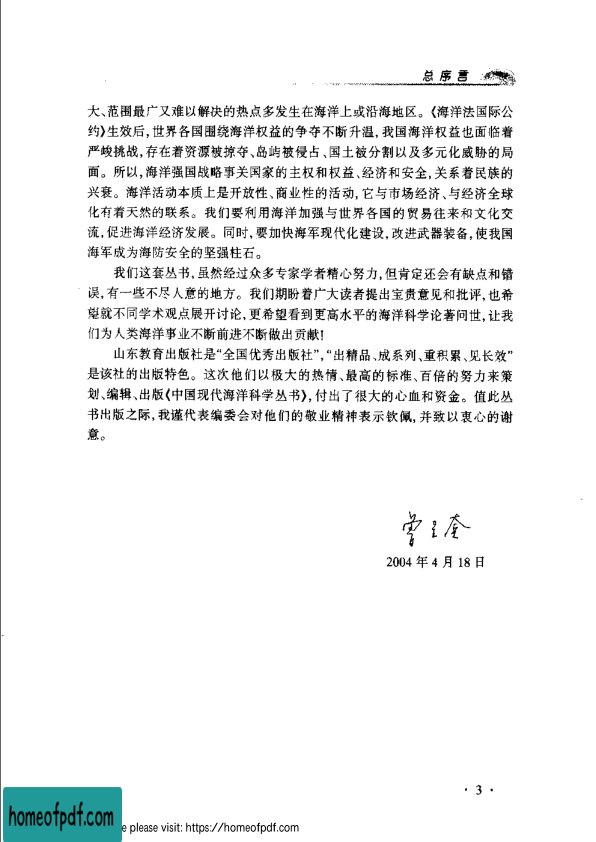 总序言
大、范围最广又难以解决的热点多发生在海洋上或沿海地区。《海洋法国际公
约》生效后,世界各国围绕海洋权益的争夺不断升温,我国海洋权益也面临着
严峻挑战,存在着资源被掠夺、岛屿被侵占、国土被分割以及多元化威胁的局
面。所以,海洋强国战略事关国家的主权和权益、经济和安全,关系着民族的
兴衰。海洋活动本质上是开放性、商业性的活动,它与市场经济、与经济全球
化有着天然的联系。我们要利用海洋加强与世界各国的贸易往来和文化交
流,促进海洋经济发展。同时,要加快海军现代化建设,改进武器装备,使我国
海军成为海防安全的坚强柱石。
我们这套丛书,虽然经过众多专家学者精心努力,但肯定还会有缺点和错
误,有一些不尽人意的地方。我们期盼着广大读者提出宝贵意见和批评,也希
望就不同学术观点展开讨论,更希望看到更高水平的海洋科学论著问世,让我
们为人类海洋事业不断前进不断做出贡献!
山东教育出版社是“全国优秀出版社”,“出精品、成系列、重积累、见长效”
是该社的出版特色。这次他们以极大的热情、最高的标准、百倍的努力来策
划、编辑、出版《中国现代海洋科学丛书》,付出了很大的心血和资金。值此丛
书出版之际,我谨代表编委会对他们的敬业精神表示钦佩,并致以衷心的谢
意。
曾呈奎
2004年4月18日
·3·
homeofpdf.com
e please visit: https://homeofpdf.com